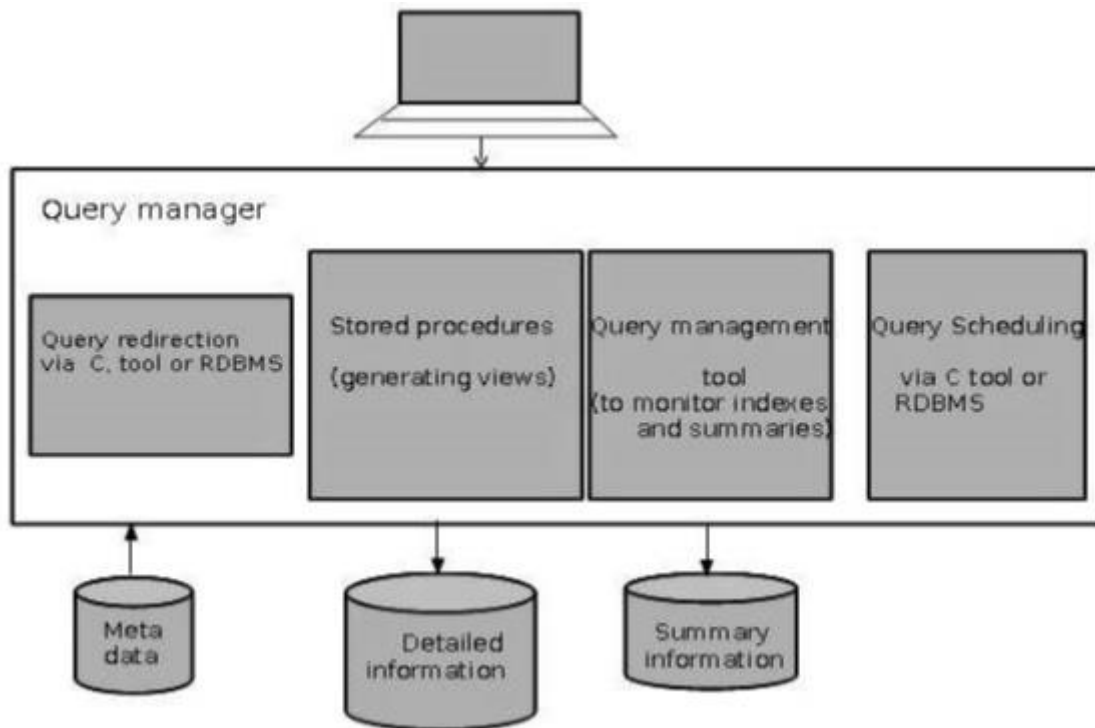 Query manager
Query redirection
via C, tool or RDBMS
Stored procedures
(generating views)
Query management
tool
(to monitor indexes
and summaries)
Query Scheduling
via C tool or
RDBMS
Meta
data
Detailed
information
Summary
information